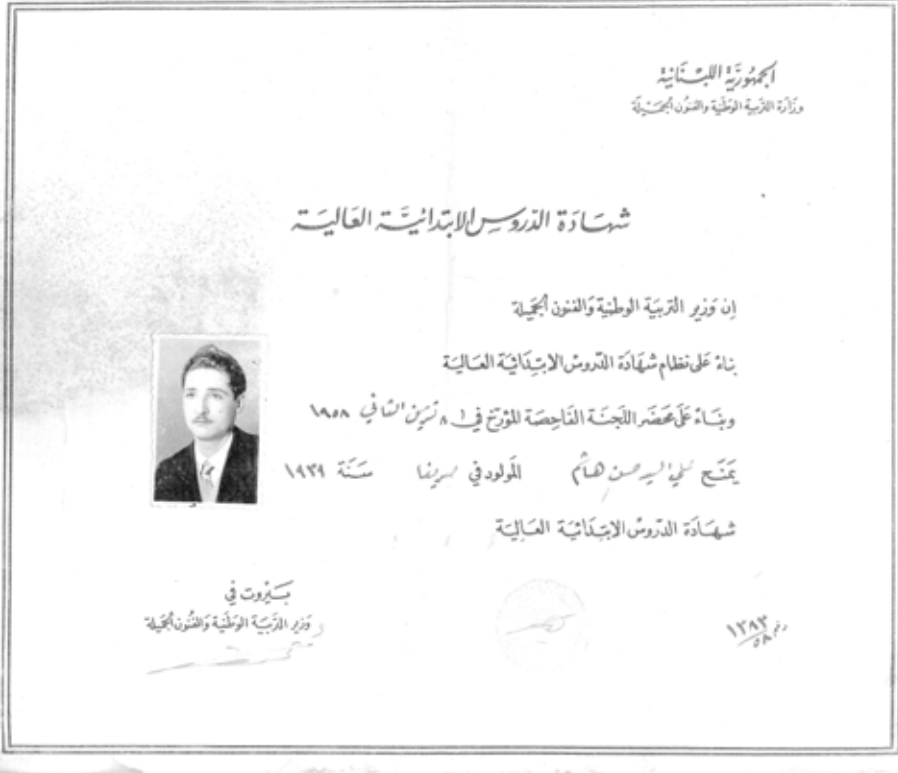 الجمهورية اللبنانية
وزارة التربية الوطنية والفنون الجميلة
شهادة الدروس الابتدائية العالية
إن وزير التربية الوطنية والفنون الجميلة
بناء على نظام شهادة الدروس الابتدائية العالية
وبناء على محضر اللجنة الفاحصة المؤرخ في ٨ تشرين الثاني ١٩٥٨
يمنح علي السيد حسن هاشم المولود في صريفا سنة ١٩٣٩
شهادة الدروس الابتدائية العالية
بيروت في
وزير التربية الوطنية والفنون الجميلة
رقم ١٢٨٣/٥٨